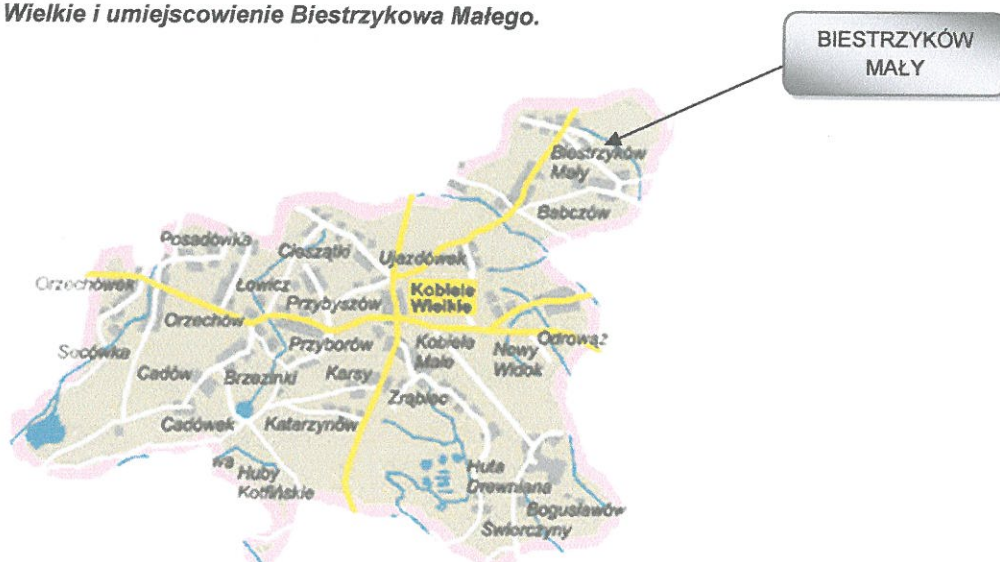 Wielkie i umiejscowienie Biestrzykowa Małego.
BIESTRZYKÓW
MAŁY
Biestrzyków
Mały
Babczów
Posadówka
Cieszątki
Ujazdówek
Orzechówek
Łowicz
Przybyszów
Kobiele
Wielkie
Orzechów
Przyborów
Kobiele
Małe
Nowy
Widok
Odrowąż
Socówka
Cadów
Brzezinki
Karsy
Zrąbiec
Cadówek
Katarzynów
wa
Huby
Kotfińskie
Huta
Drewniana
Bogusławów
Świerczyny